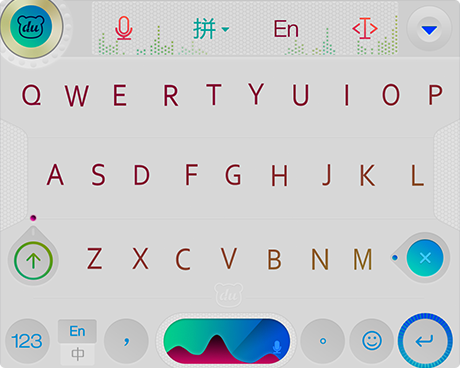 du 拼 En
Q W E R T Y U I O P
A S D F G H J K L
Z X C V B N M
du
123 En , 。
中